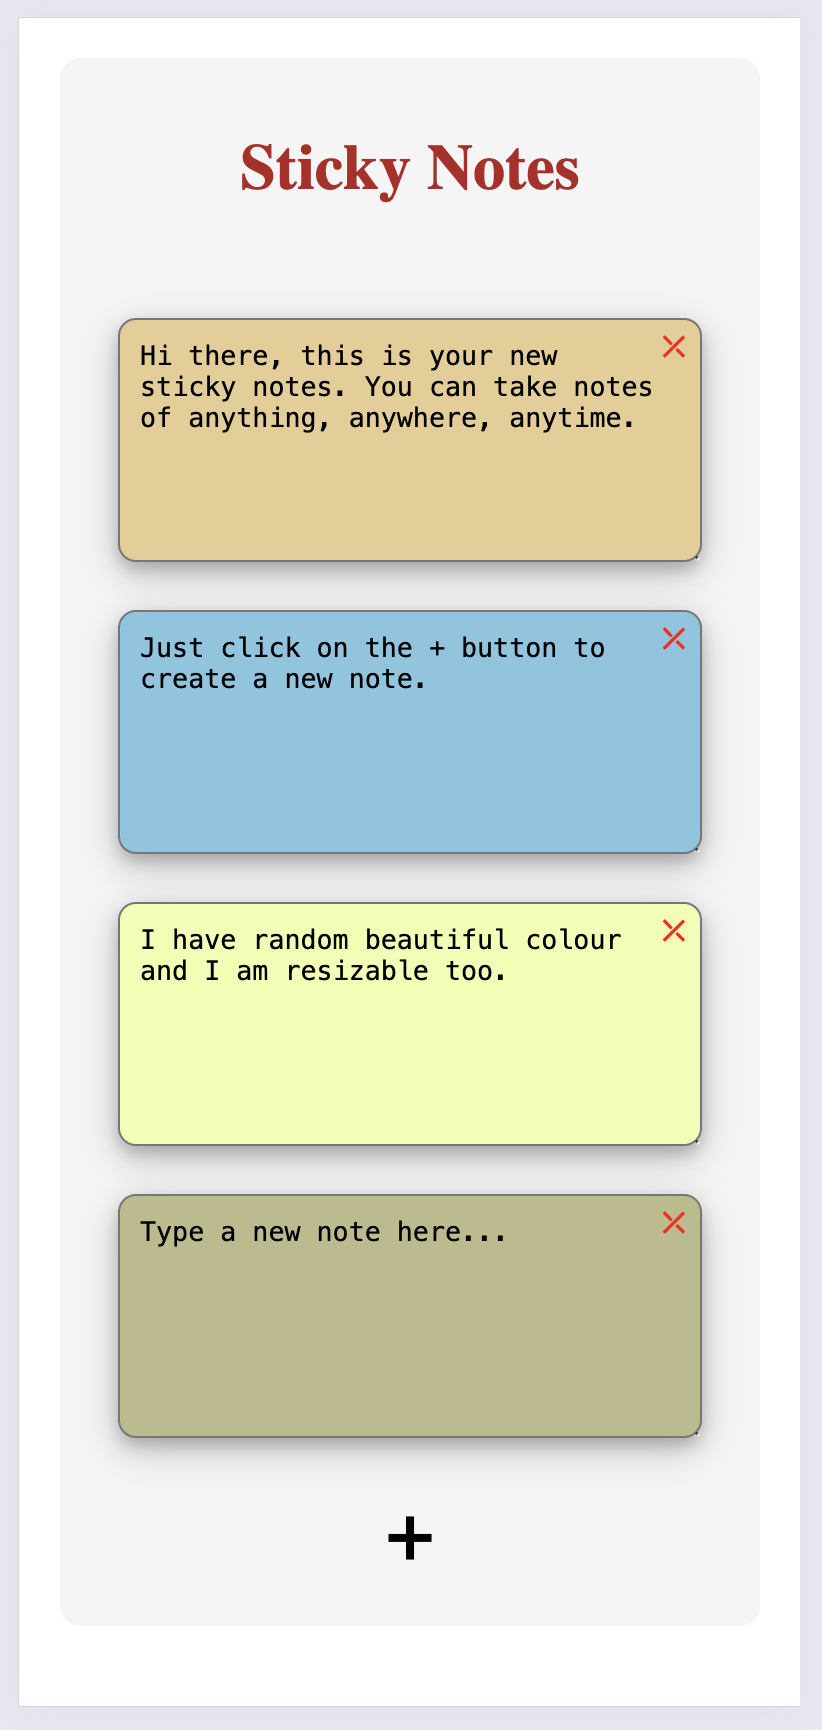 Sticky Notes
Hi there, this is your new
sticky notes. You can take notes
of anything, anywhere, anytime.
Just click on the + button to
create a new note.
I have random beautiful colour
and I am resizable too.
Type a new note here...
+